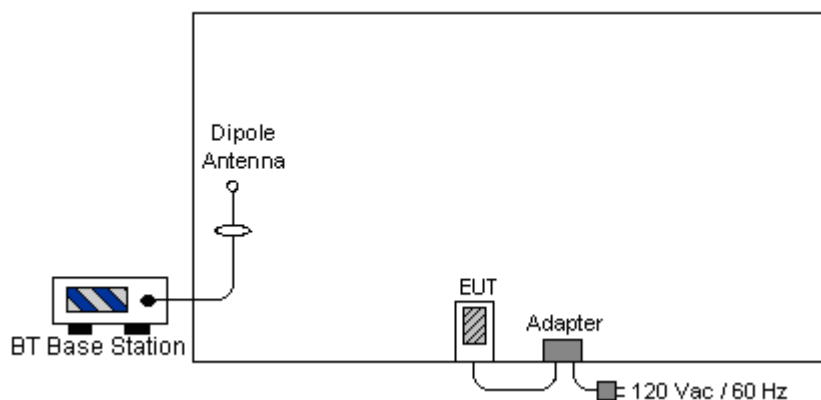 Dipole
Antenna
BT Base Station
EUT
Adapter
120 Vac / 60 Hz